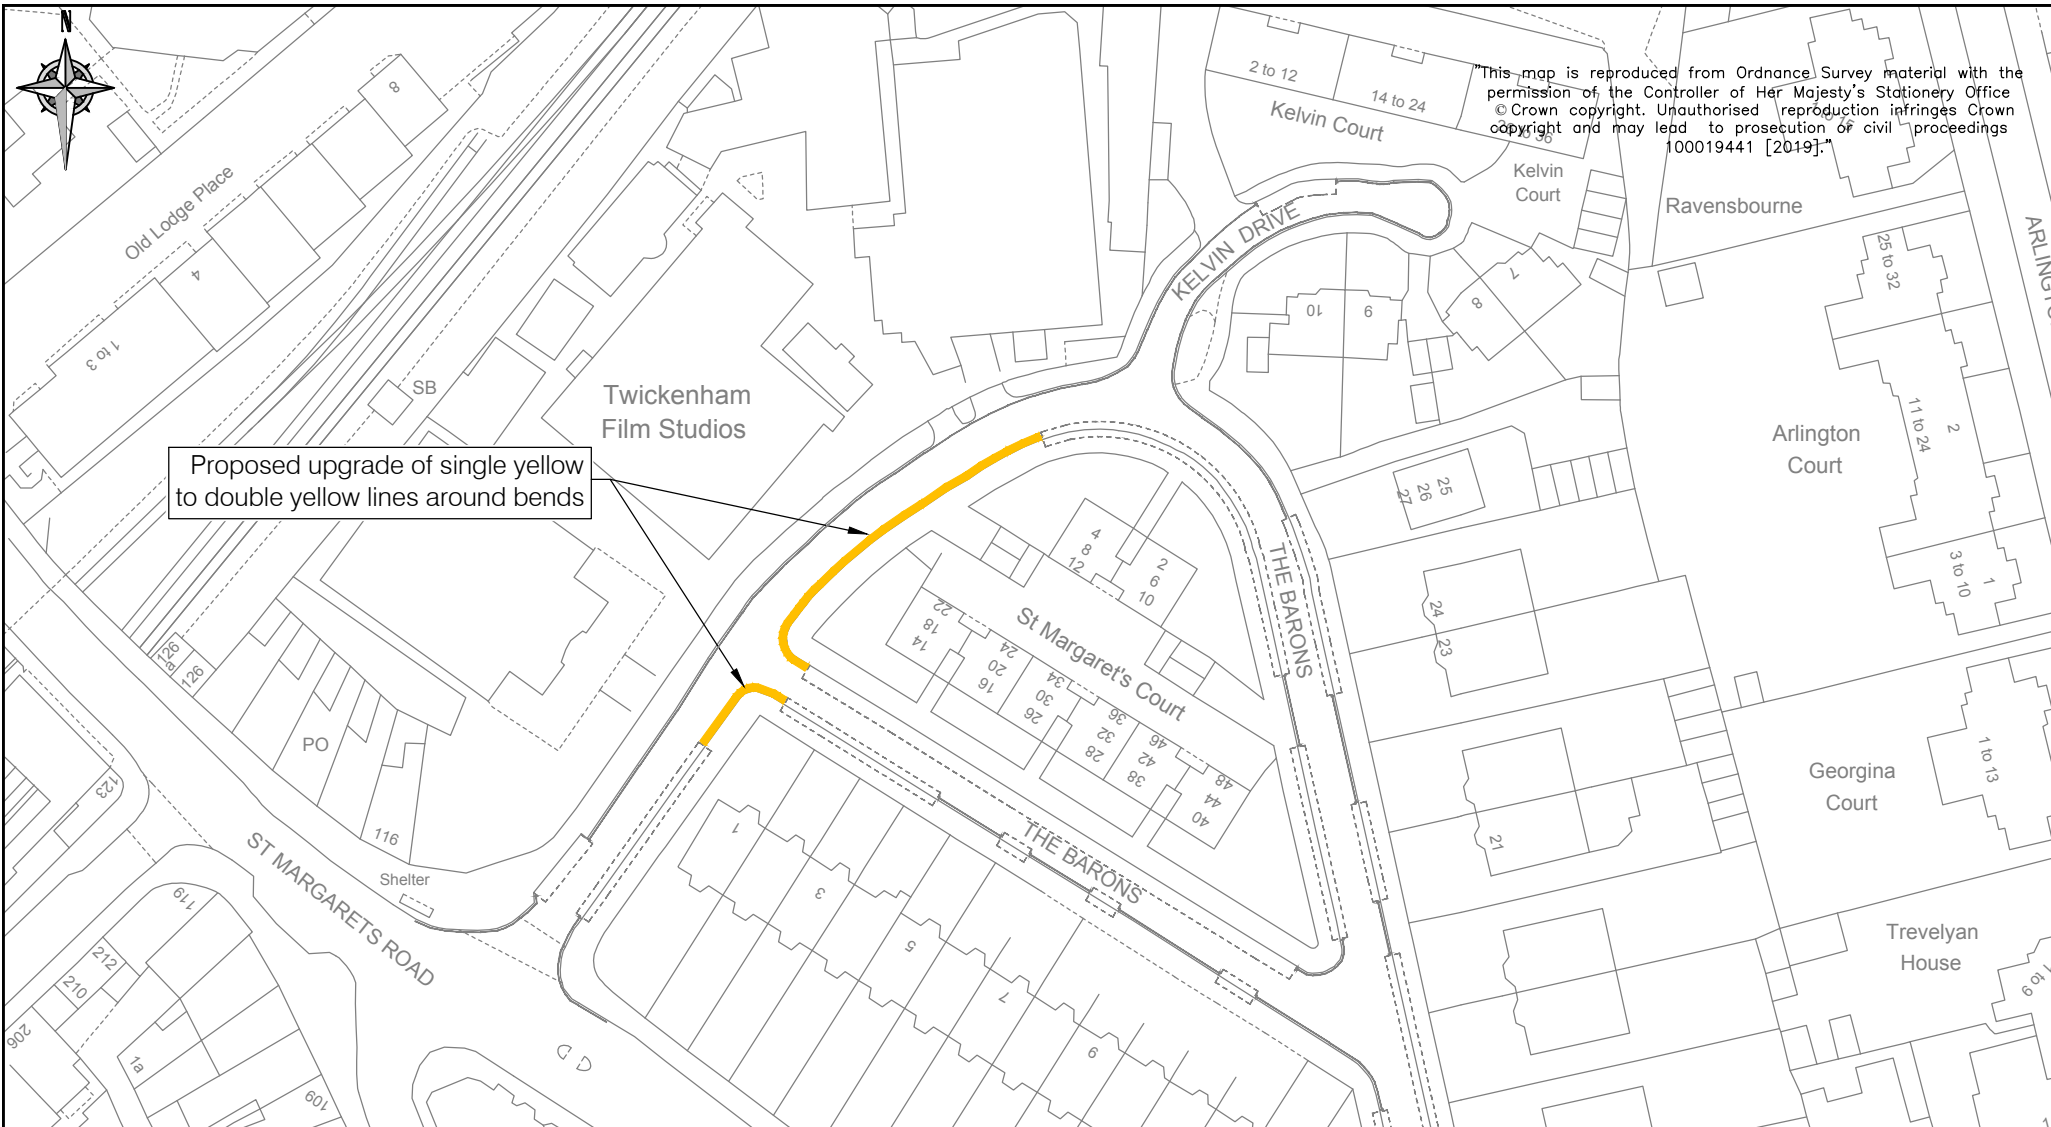 N
"This map is reproduced from Ordnance Survey material with the
permission of the Controller of Her Majesty's Stationery Office
© Crown copyright. Unauthorised reproduction infringes Crown
copyright and may lead to prosecution or civil proceedings
100019441 [2019]."
2 to 12
14 to 24
Kelvin Court
Kelvin
Court
Ravensbourne
ARLINGT
8
Old Lodge Place
4
1 to 3
SB
Twickenham
Film Studios
KELVIN DRIVE
10
9
8
7
25 to 32
11 to 24
2
Arlington
Court
3 to 10
1
Proposed upgrade of single yellow
to double yellow lines around bends
25
26
27
24
23
21
4
8
12
2
6
10
St Margaret's Court
22
18
14
24
20
16
34
30
26
36
32
28
46
42
38
48
44
40
THE BARONS
THE BARONS
126
1a
126
PO
116
Shelter
123
ST MARGARETS ROAD
119
212
210
206
1a
109
1
3
5
7
9
1 to 13
Georgina
Court
Trevelyan
House